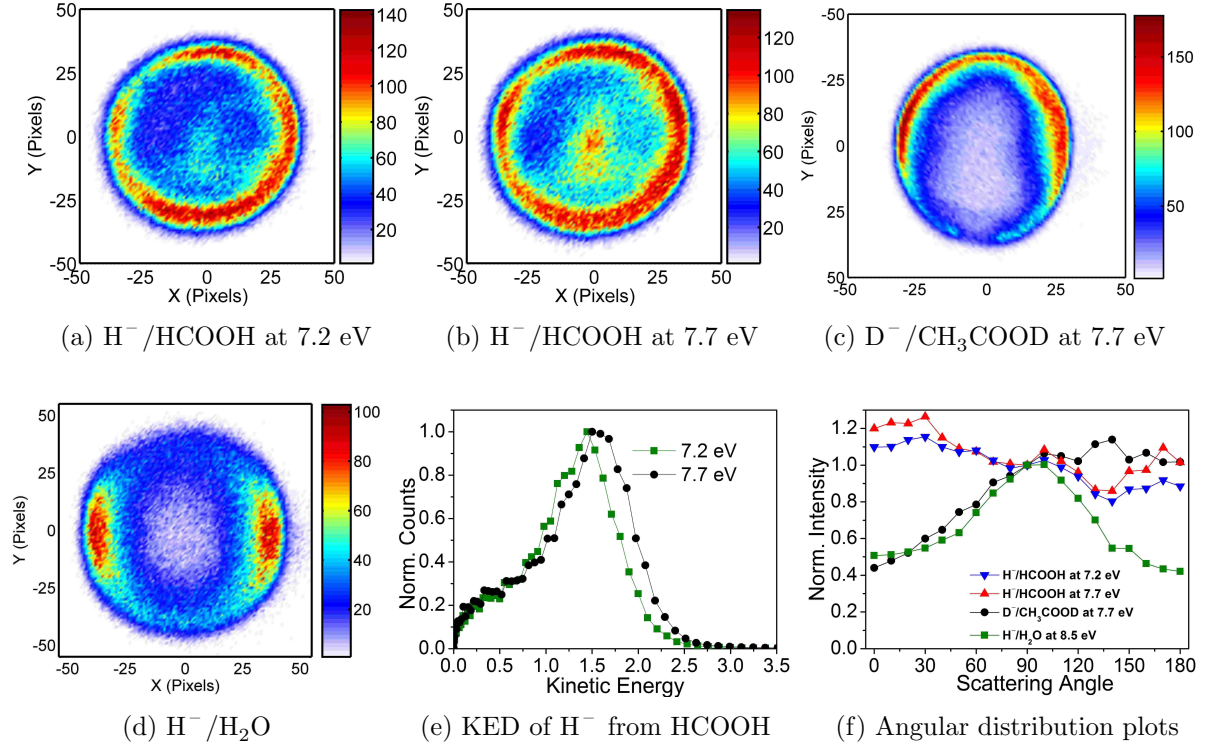 50
25
0
-25
-50
Y (Pixels)
-50 -25 0 25 50
X (Pixels)
140
120
100
80
60
40
20
(a) H⁻/HCOOH at 7.2 eV
50
25
0
-25
-50
Y (Pixels)
-50 -25 0 25 50
X (Pixels)
120
100
80
60
40
20
(b) H⁻/HCOOH at 7.7 eV
-50
-25
0
25
50
Y (Pixels)
-50 -25 0 25 50
X (Pixels)
150
100
50
(c) D⁻/CH₃COOD at 7.7 eV
50
25
0
-25
-50
Y (Pixels)
-50 -25 0 25 50
X (Pixels)
100
80
60
40
20
(d) H⁻/H₂O
1.0
0.8
0.6
0.4
0.2
0.0
Norm. Counts
7.2 eV
7.7 eV
0.0 0.5 1.0 1.5 2.0 2.5 3.0 3.5
Kinetic Energy
(e) KED of H⁻ from HCOOH
1.2
1.0
0.8
0.6
0.4
0.2
0.0
Norm. Intensity
H⁻/HCOOH at 7.2 eV
H⁻/HCOOH at 7.7 eV
D⁻/CH₃COOD at 7.7 eV
H⁻/H₂O at 8.5 eV
0 30 60 90 120 150 180
Scattering Angle
(f) Angular distribution plots